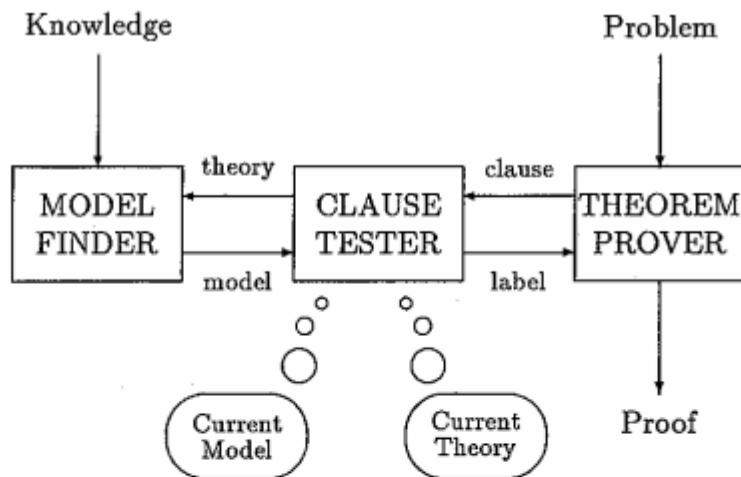 Knowledge
Problem
theory
clause
MODEL
FINDER
CLAUSE
TESTER
THEOREM
PROVER
model
label
Current
Model
Current
Theory
Proof